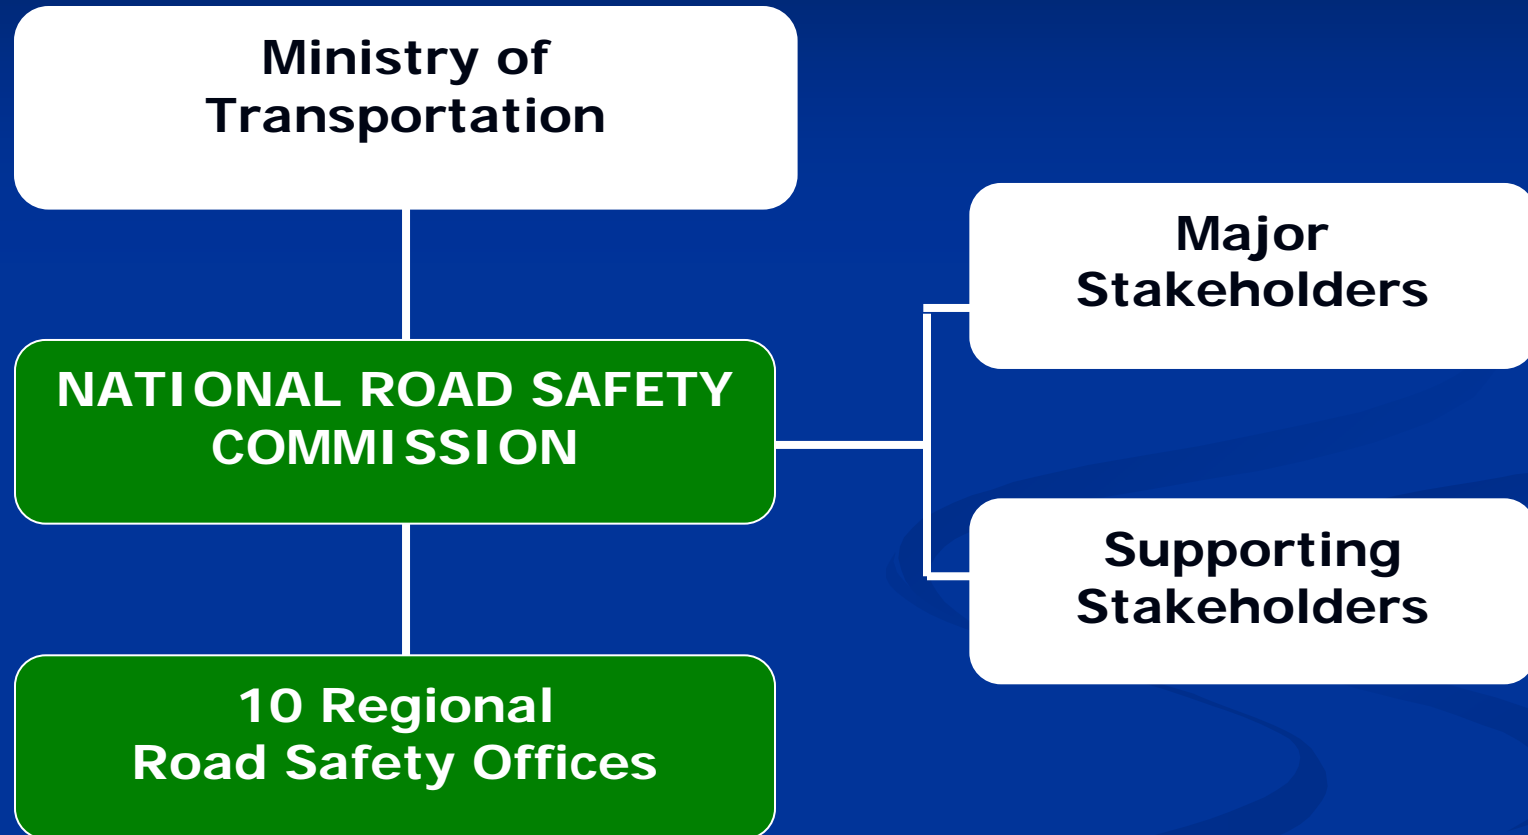 Ministry of
Transportation
Major
Stakeholders
NATIONAL ROAD SAFETY
COMMISSION
Supporting
Stakeholders
10 Regional
Road Safety Offices